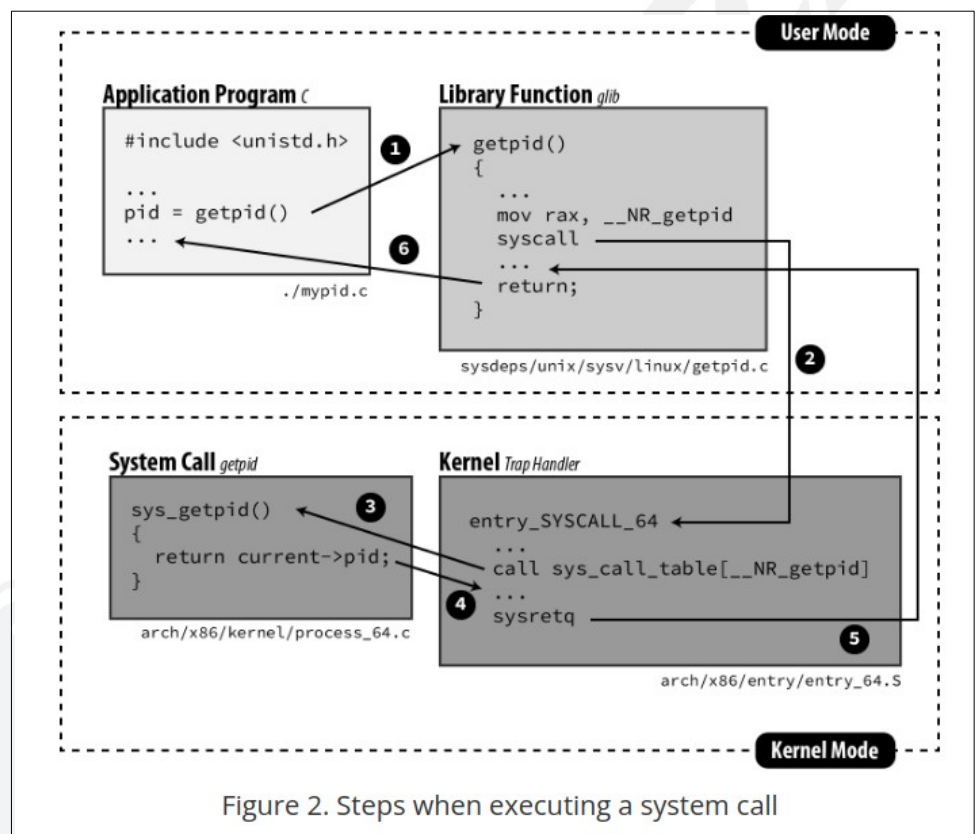 User Mode
Application Program C
#include <unistd.h>
...
pid = getpid()
...
./mypid.c
1
6
Library Function glib
getpid()
{
...
mov rax, __NR_getpid
syscall
...
return;
}
sysdeps/unix/sysv/linux/getpid.c
2
System Call getpid
sys_getpid()
{
return current->pid;
}
arch/x86/kernel/process_64.c
3
4
Kernel Trap Handler
entry_SYSCALL_64
...
call sys_call_table[__NR_getpid]
...
sysretq
5
arch/x86/entry/entry_64.S
Kernel Mode
Figure 2. Steps when executing a system call